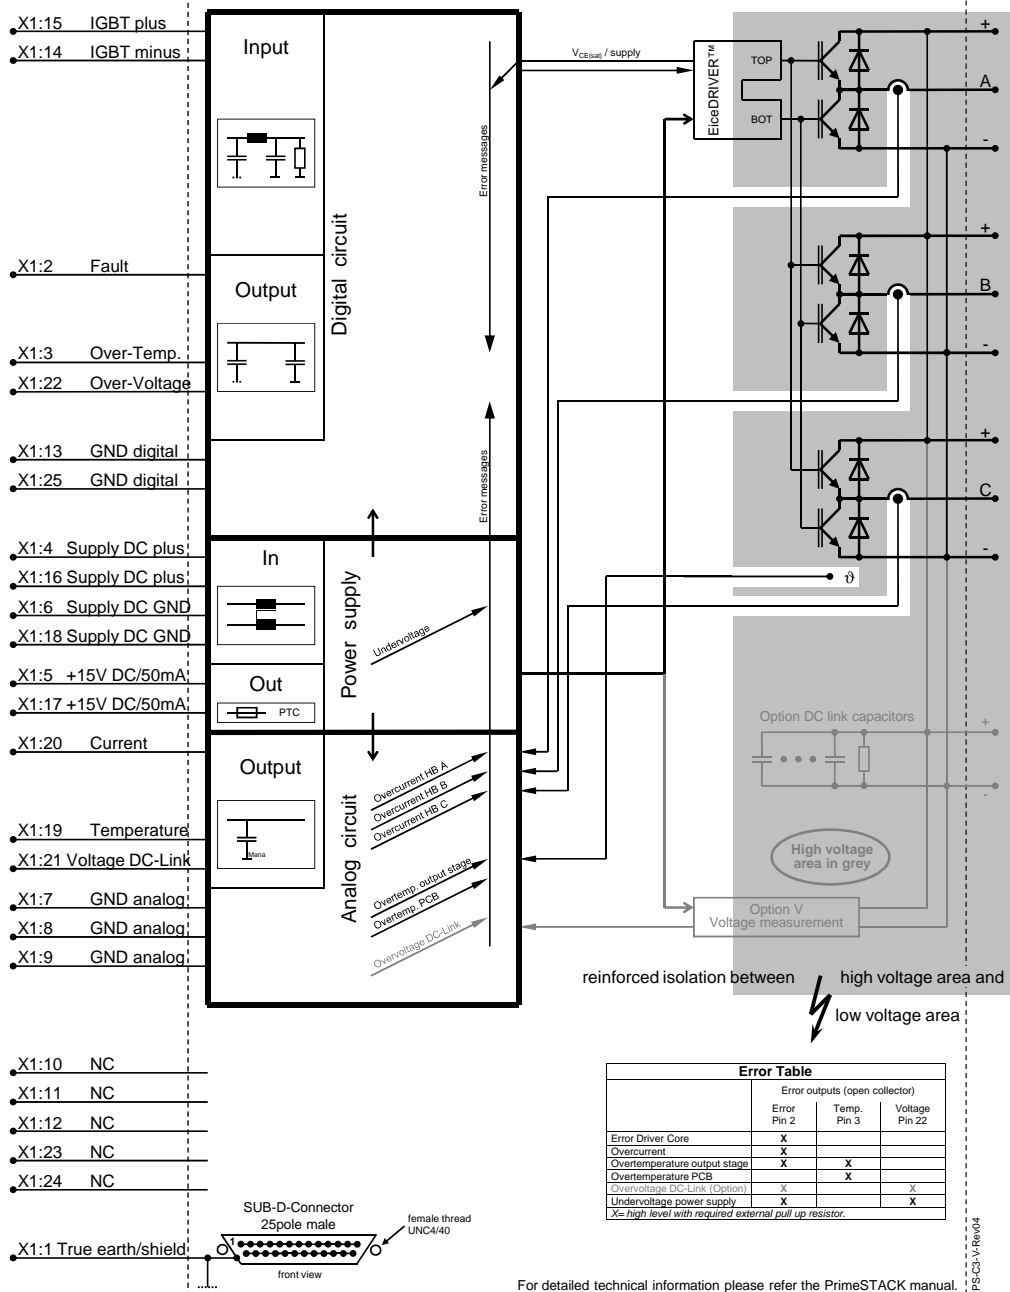 X1:15 IGBT plus
X1:14 IGBT minus
Input
Digital circuit
Error messages
V_CE(sat) / supply
EiceDRIVER™
TOP
BOT
+
A
-
X1:2 Fault
Output
+
B
-
X1:3 Over-Temp.
X1:22 Over-Voltage
X1:13 GND digital
X1:25 GND digital
Error messages
+
C
-
X1:4 Supply DC plus
X1:16 Supply DC plus
X1:6 Supply DC GND
X1:18 Supply DC GND
In
Power supply
Undervoltage
ϑ
X1:5 +15V DC/50mA
X1:17 +15V DC/50mA
Out
PTC
Option DC link capacitors
+
-
X1:20 Current
Output
Analog circuit
Overcurrent HB A
Overcurrent HB B
Overcurrent HB C
X1:19 Temperature
Mana
X1:21 Voltage DC-Link
Overtemp. output stage
Overtemp. PCB
Overvoltage DC-Link
High voltage
area in grey
X1:7 GND analog
X1:8 GND analog
X1:9 GND analog
Option V
Voltage measurement
reinforced isolation between high voltage area and
low voltage area
X1:10 NC
X1:11 NC
X1:12 NC
X1:23 NC
X1:24 NC
Error Table
Error outputs (open collector)
Error Temp. Voltage
Pin 2 Pin 3 Pin 22
Error Driver Core X
Overcurrent X
Overtemperature output stage X X
Overtemperature PCB X
Overvoltage DC-Link (Option) X X
Undervoltage power supply X X
X= high level with required external pull up resistor.
SUB-D-Connector
25pole male
female thread
UNC4/40
1
front view
X1:1 True earth/shield
For detailed technical information please refer the PrimeSTACK manual.
PS-C3-V-Rev04